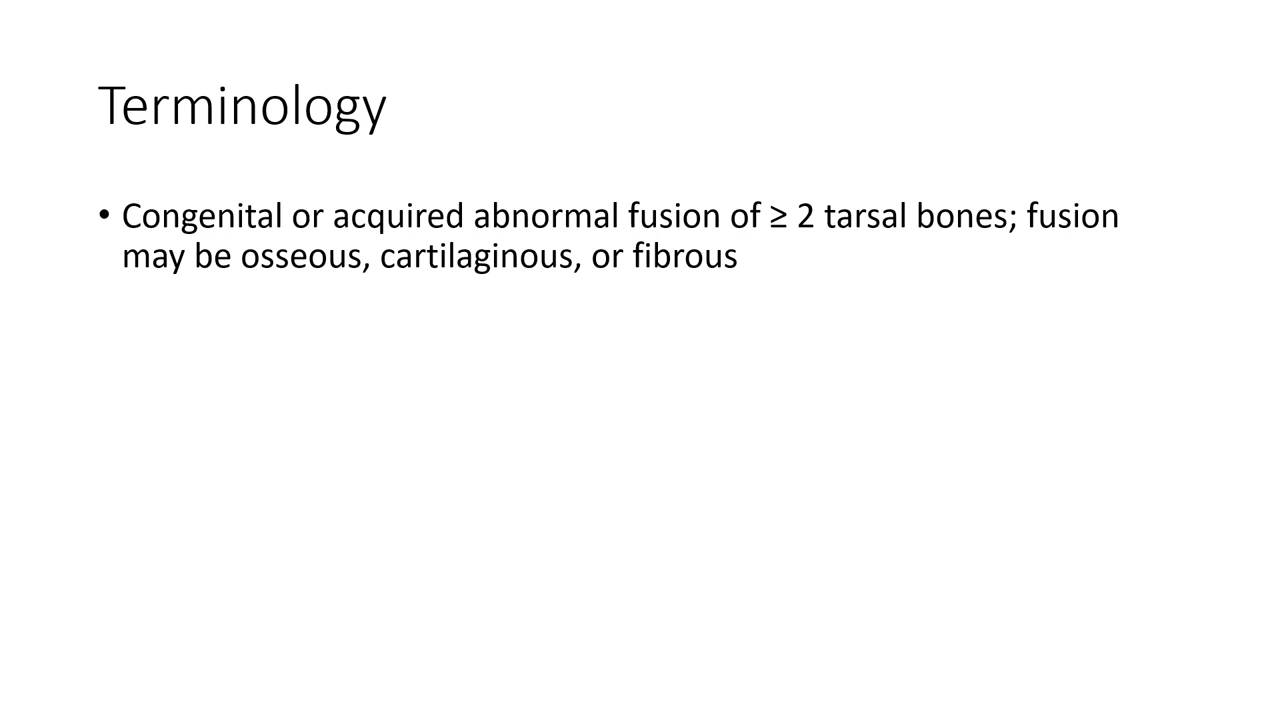 Terminology
• Congenital or acquired abnormal fusion of ≥ 2 tarsal bones; fusion
may be osseous, cartilaginous, or fibrous